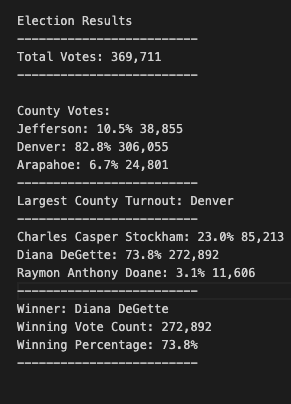 Election Results
-------------------------
Total Votes: 369,711
-------------------------
County Votes:
Jefferson: 10.5% 38,855
Denver: 82.8% 306,055
Arapahoe: 6.7% 24,801
-------------------------
Largest County Turnout: Denver
-------------------------
Charles Casper Stockham: 23.0% 85,213
Diana DeGette: 73.8% 272,892
Raymon Anthony Doane: 3.1% 11,606
-------------------------
Winner: Diana DeGette
Winning Vote Count: 272,892
Winning Percentage: 73.8%
-------------------------